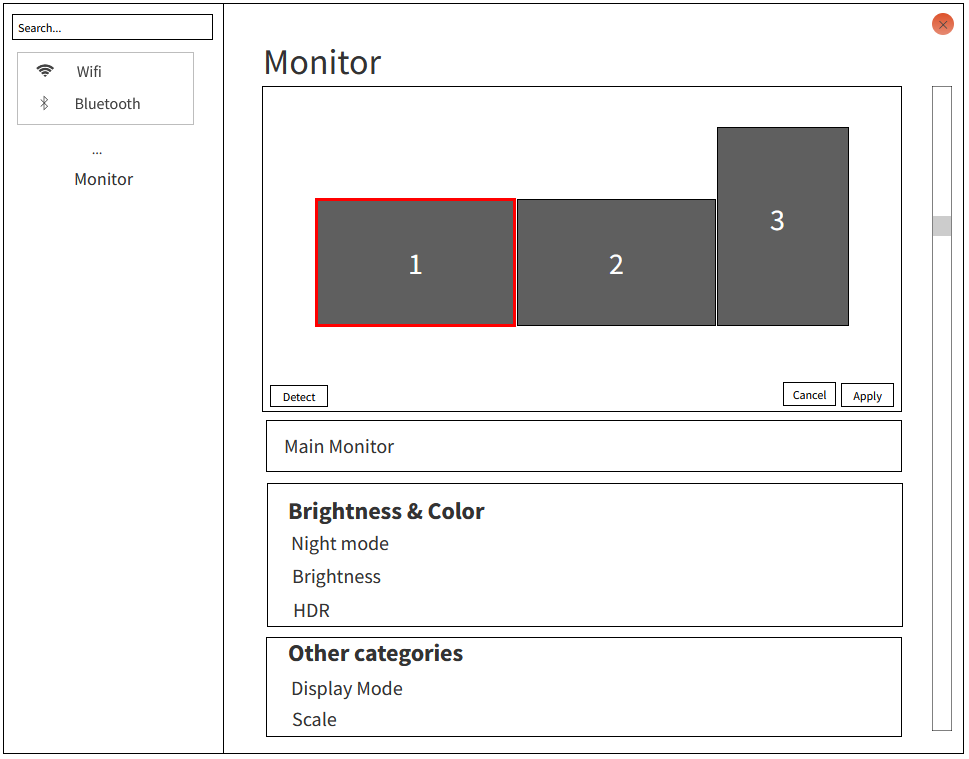 Search...
Wifi
Bluetooth
...
Monitor
Monitor
1
2
3
Detect
Cancel
Apply
Main Monitor
Brightness & Color
Night mode
Brightness
HDR
Other categories
Display Mode
Scale